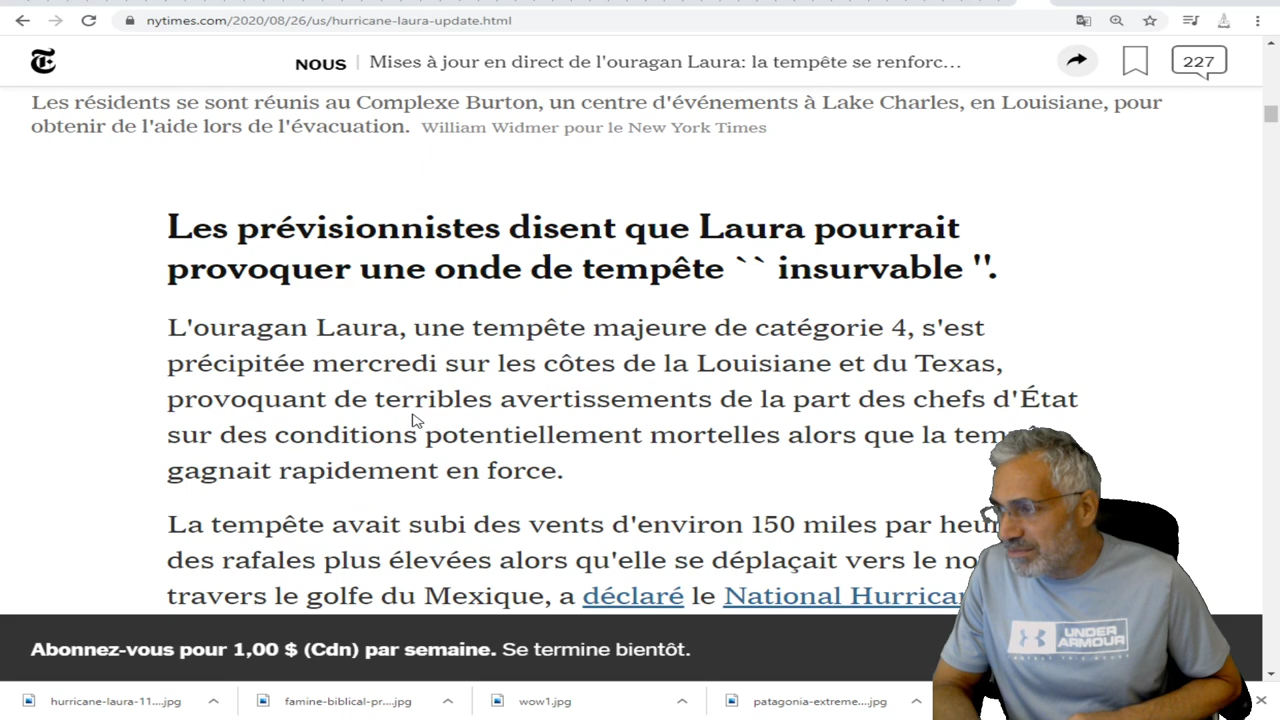 nytimes.com/2020/08/26/us/hurricane-laura-update.html
NOUS | Mises à jour en direct de l'ouragan Laura: la tempête se renforc…
227
Les résidents se sont réunis au Complexe Burton, un centre d'événements à Lake Charles, en Louisiane, pour
obtenir de l'aide lors de l'évacuation. William Widmer pour le New York Times
Les prévisionnistes disent que Laura pourrait
provoquer une onde de tempête `` insurvable ''.
L'ouragan Laura, une tempête majeure de catégorie 4, s'est
précipitée mercredi sur les côtes de la Louisiane et du Texas,
provoquant de terribles avertissements de la part des chefs d'État
sur des conditions potentiellement mortelles alors que la
gagnait rapidement en force.
La tempête avait subi des vents d'environ 150 miles par
des rafales plus élevées alors qu'elle se déplaçait vers le
travers le golfe du Mexique, a déclaré le National
UNDER
ARMOUR
Abonnez-vous pour 1,00 $ (Cdn) par semaine. Se termine bientôt.
hurricane-laura-11....jpg
famine-biblical-pr....jpg
wow1.jpg
patagonia-extreme....jpg